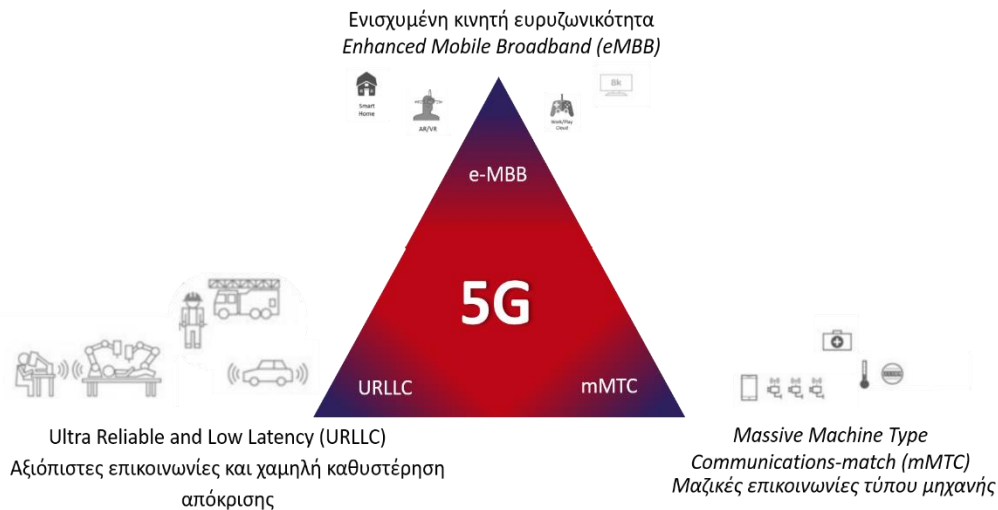 Ενισχυμένη κινητή ευρυζωνικότητα
Enhanced Mobile Broadband (eMBB)
8k
Smart
Home
AR/VR
Work/Play
Cloud
e-MBB
5G
URLLC
mMTC
Ultra Reliable and Low Latency (URLLC)
Αξιόπιστες επικοινωνίες και χαμηλή καθυστέρηση
απόκρισης
Massive Machine Type
Communications-match (mMTC)
Μαζικές επικοινωνίες τύπου μηχανής